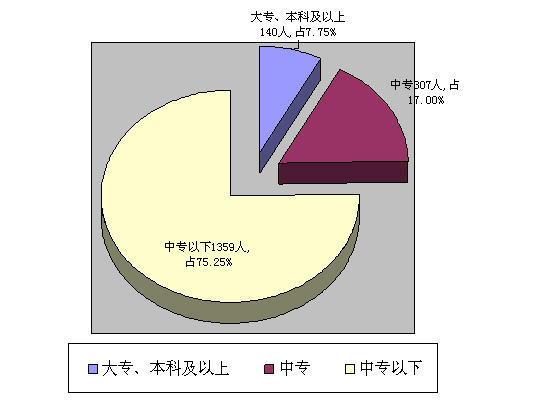 大专、本科及以上
140人,占7.75%
中专307人,占
17.00%
中专以下1359人,
占75.25%
大专、本科及以上 中专 中专以下